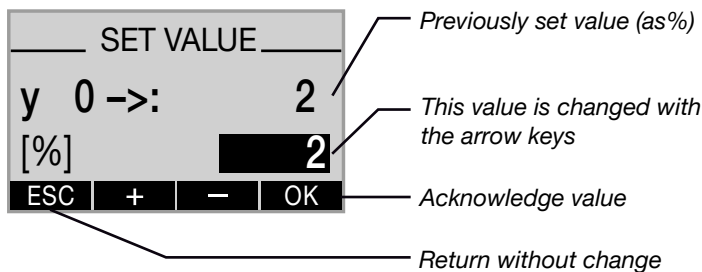 SET VALUE
Previously set value (as%)
y 0 –>: 2
This value is changed with
the arrow keys
[%] 2
ESC + – OK
Acknowledge value
Return without change